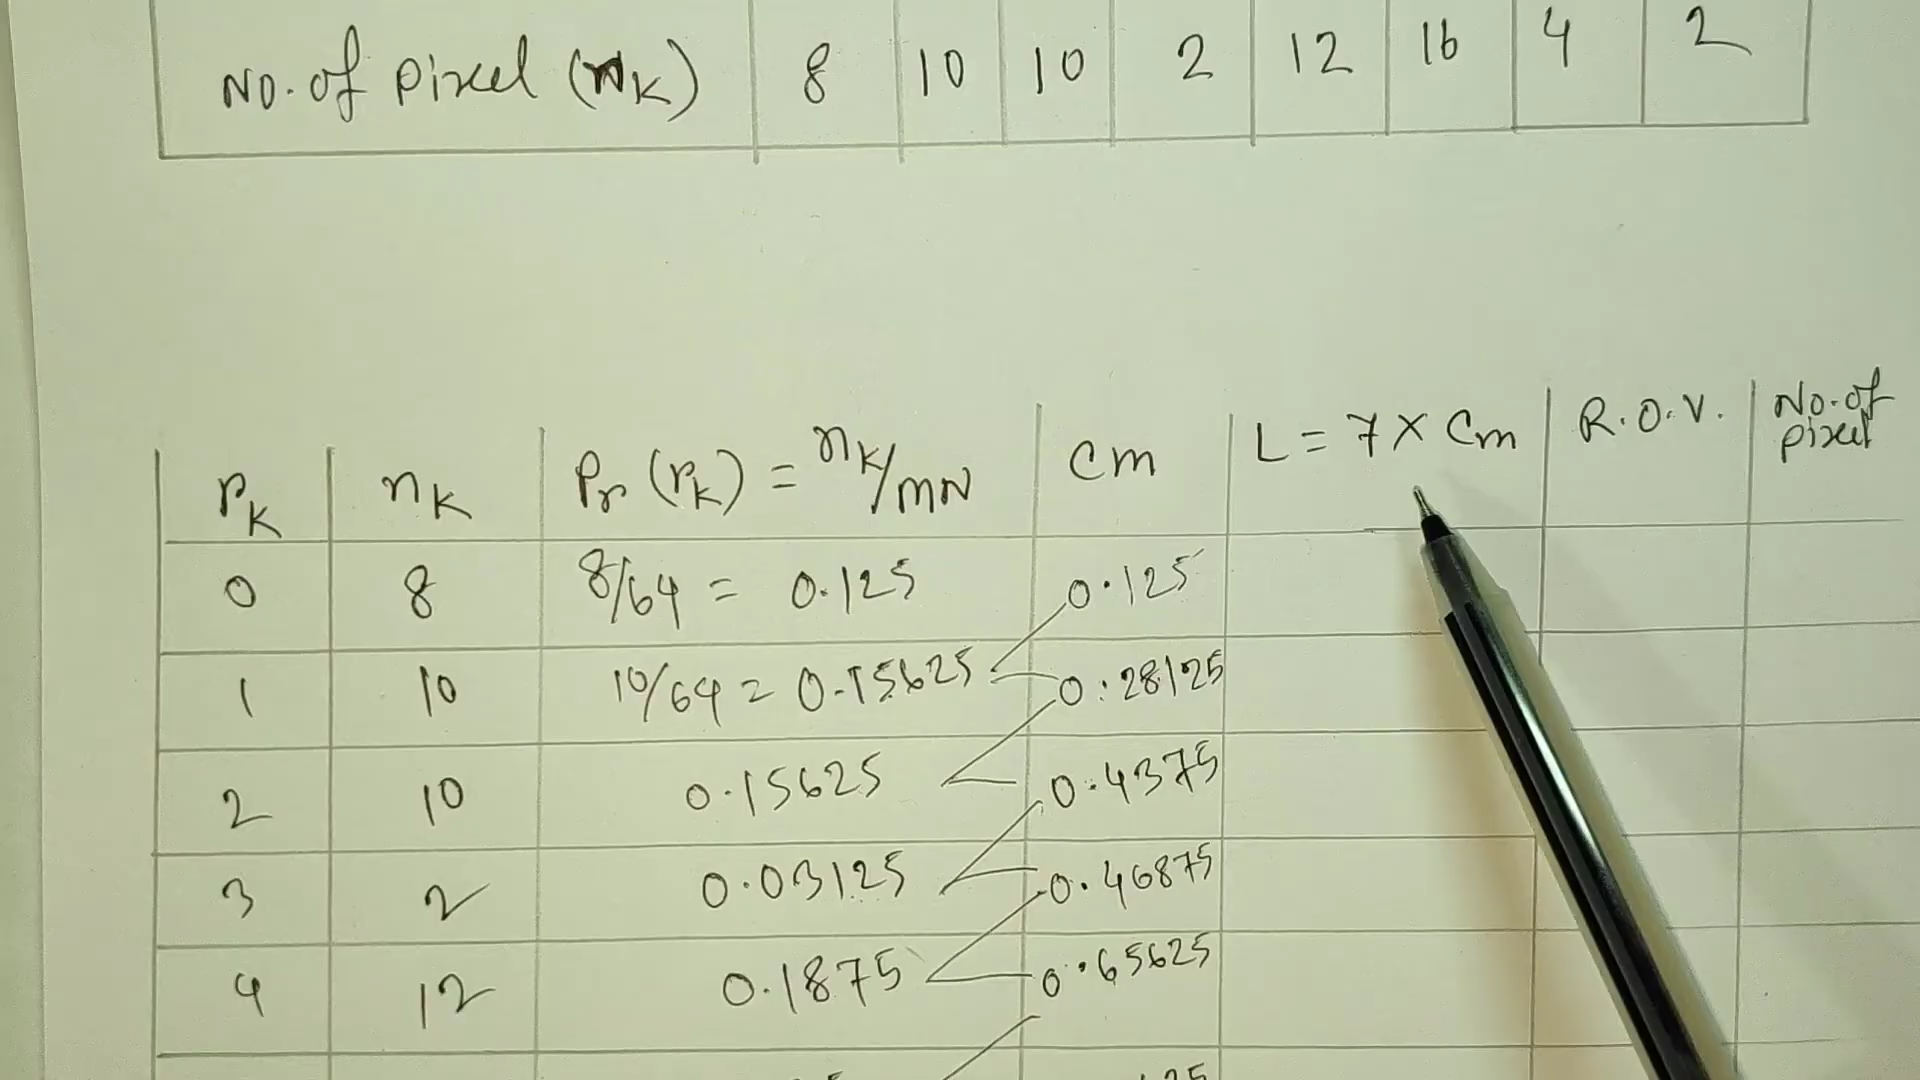 No. of pixel (nK) 8 10 10 2 12 16 4 2
rK nK Pr (rK) = nK/MN Cm L = 7 × Cm R.O.V. No. of pixel
0 8 8/64 = 0.125 0.125
1 10 10/64 = 0.15625 0.28125
2 10 0.15625 0.4375
3 2 0.03125 0.46875
4 12 0.1875 0.65625